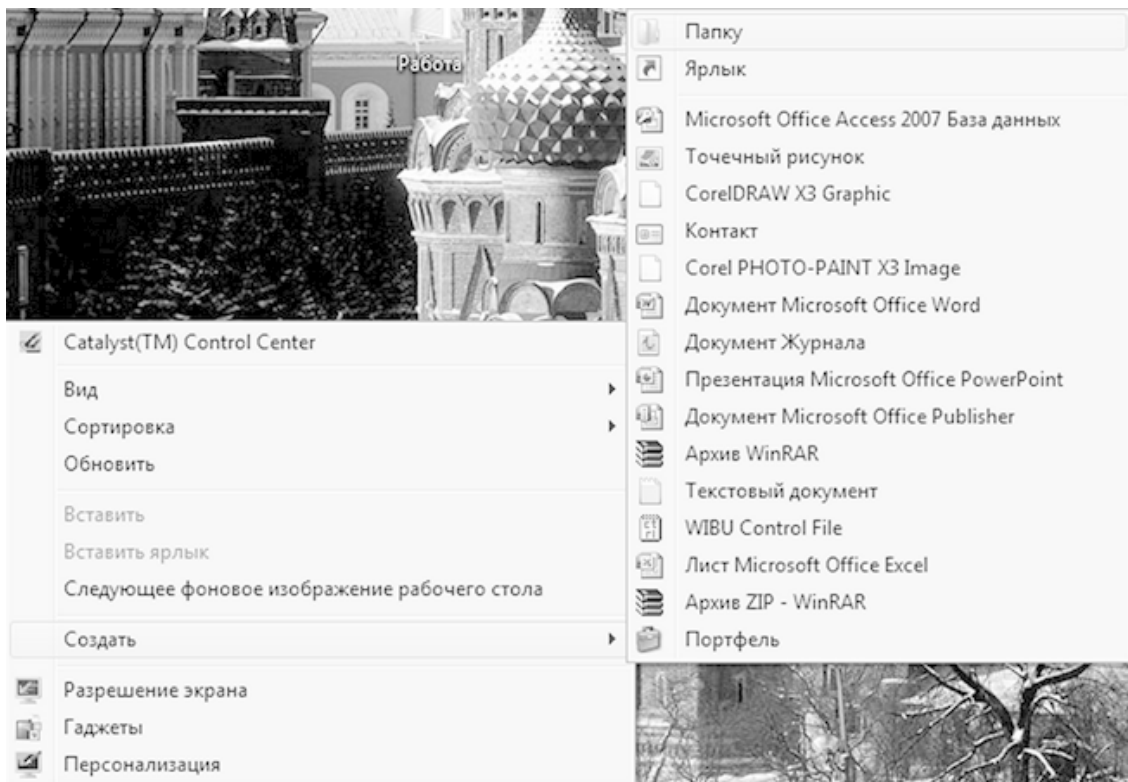 Работа
Catalyst(TM) Control Center
Вид
Сортировка
Обновить
Вставить
Вставить ярлык
Следующее фоновое изображение рабочего стола
Создать
Разрешение экрана
Гаджеты
Персонализация
Папку
Ярлык
Microsoft Office Access 2007 База данных
Точечный рисунок
CorelDRAW X3 Graphic
Контакт
Corel PHOTO-PAINT X3 Image
Документ Microsoft Office Word
Документ Журнала
Презентация Microsoft Office PowerPoint
Документ Microsoft Office Publisher
Архив WinRAR
Текстовый документ
WIBU Control File
Лист Microsoft Office Excel
Архив ZIP - WinRAR
Портфель